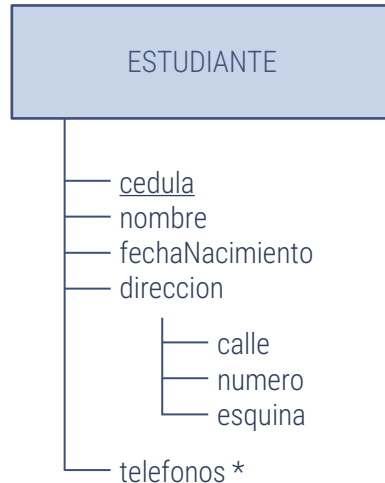 ESTUDIANTE
cedula
nombre
fechaNacimiento
direccion
calle
numero
esquina
telefonos *